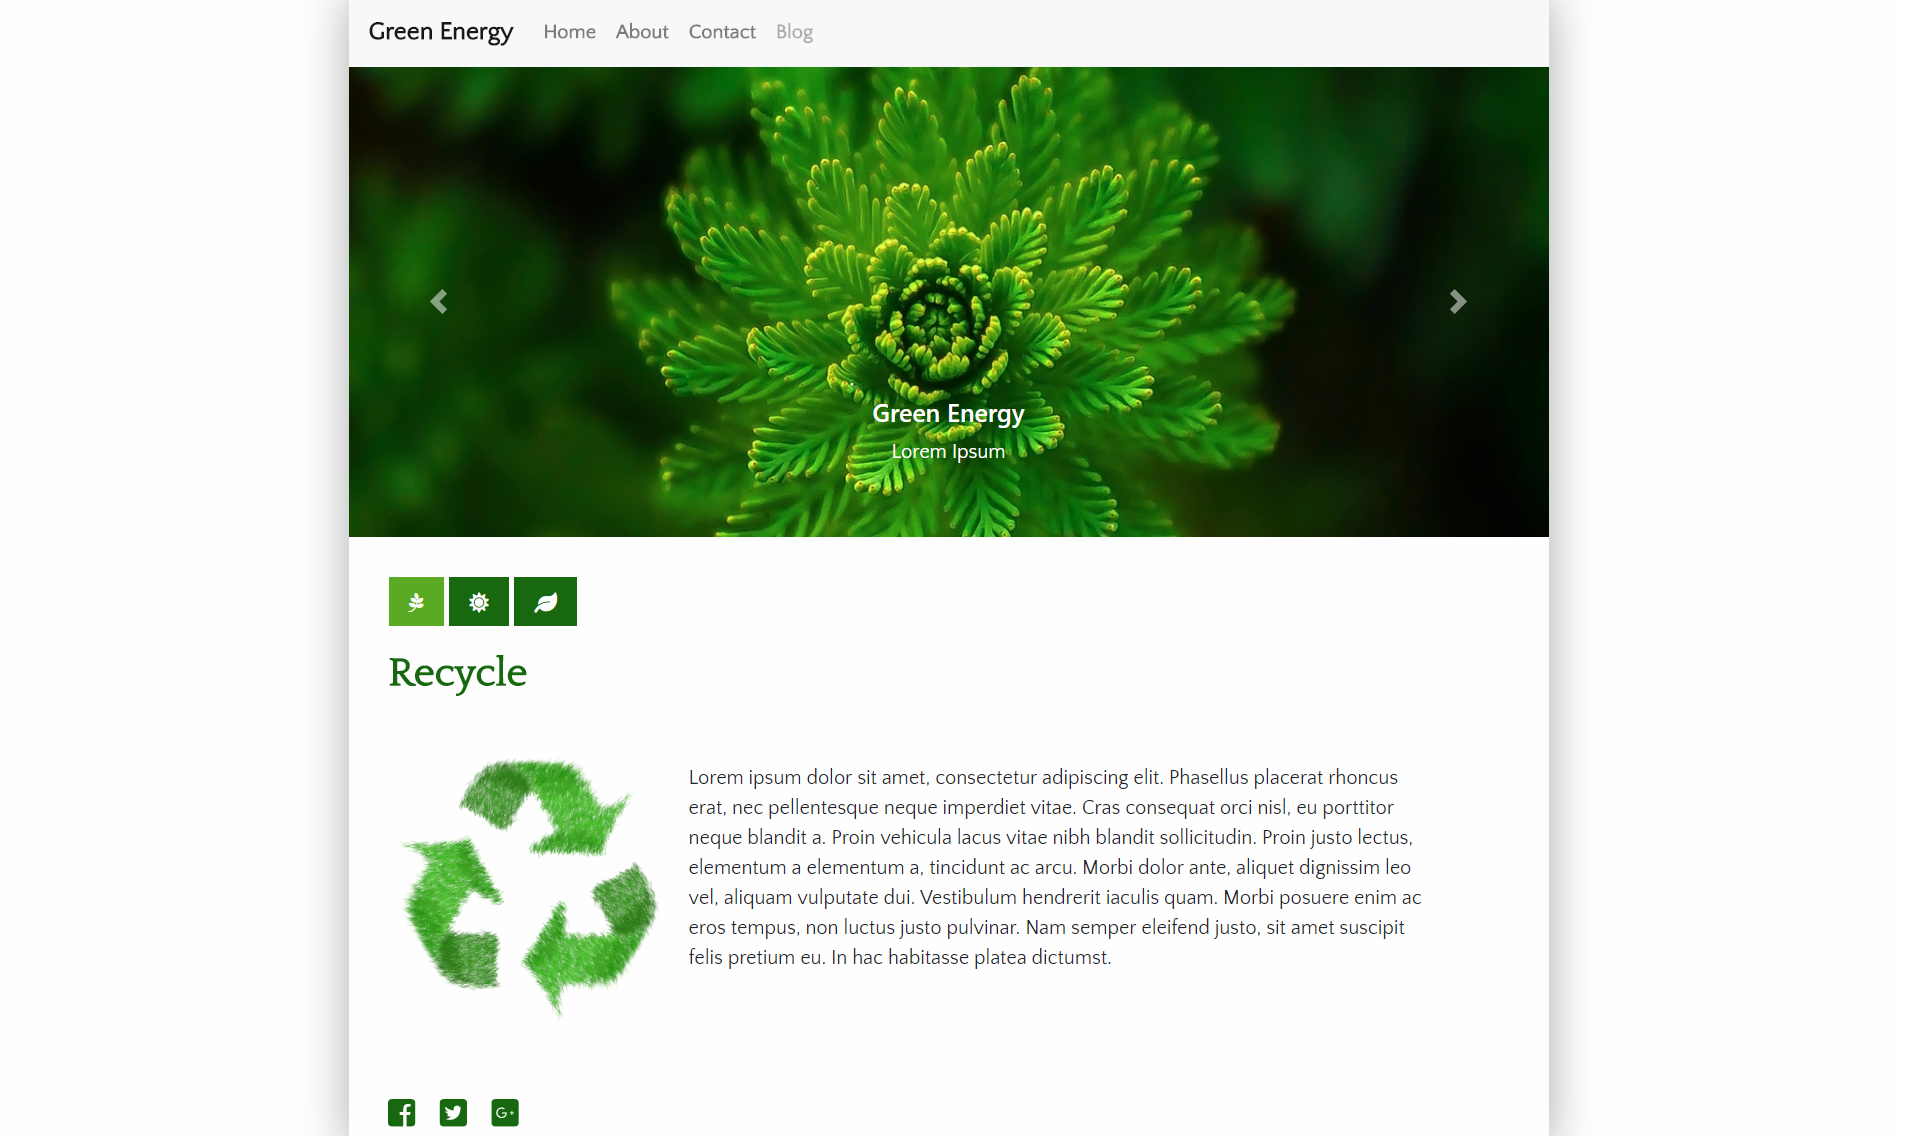 Green Energy Home About Contact Blog
Green Energy
Lorem Ipsum
Recycle
Lorem ipsum dolor sit amet, consectetur adipiscing elit. Phasellus placerat rhoncus
erat, nec pellentesque neque imperdiet vitae. Cras consequat orci nisl, eu porttitor
neque blandit a. Proin vehicula lacus vitae nibh blandit sollicitudin. Proin justo lectus,
elementum a elementum a, tincidunt ac arcu. Morbi dolor ante, aliquet dignissim leo
vel, aliquam vulputate dui. Vestibulum hendrerit iaculis quam. Morbi posuere enim ac
eros tempus, non luctus justo pulvinar. Nam semper eleifend justo, sit amet suscipit
felis pretium eu. In hac habitasse platea dictumst.